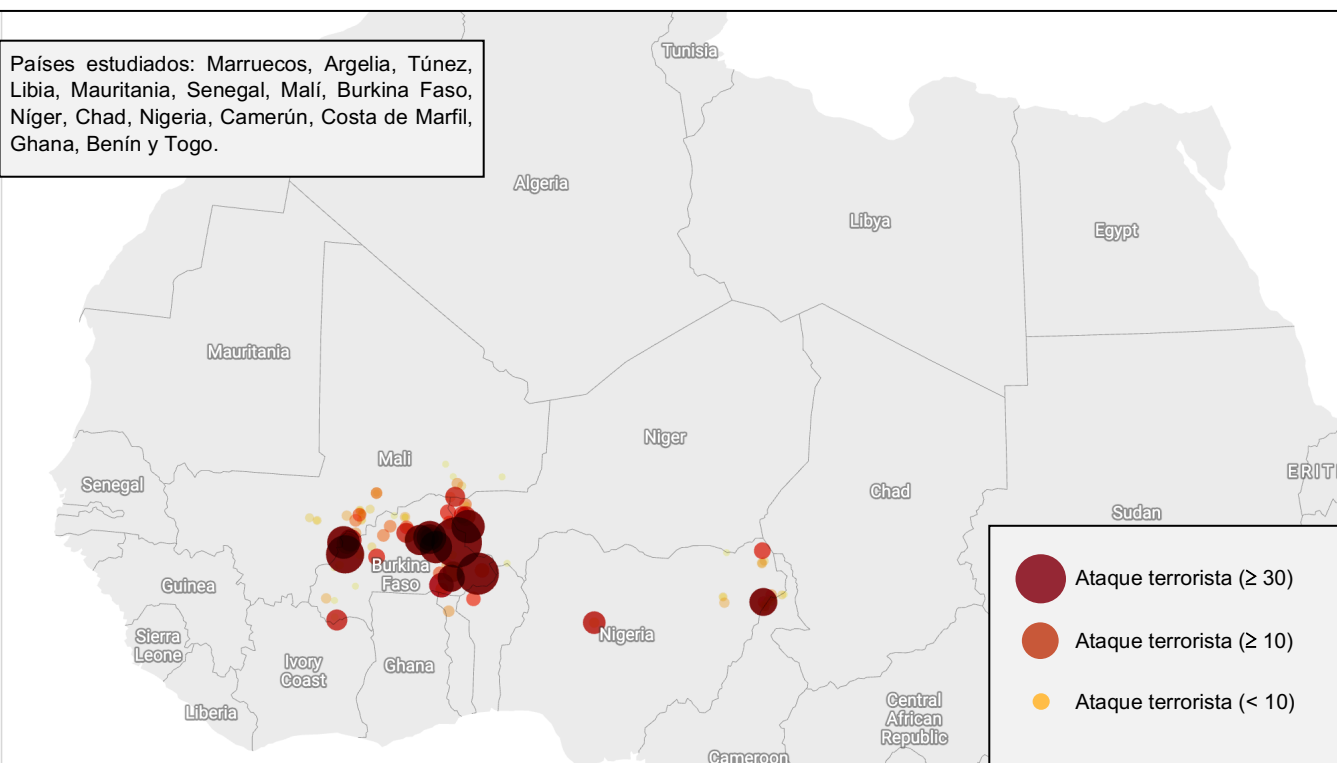 Tunisia
Países estudiados: Marruecos, Argelia, Túnez,
Libia, Mauritania, Senegal, Malí, Burkina Faso,
Níger, Chad, Nigeria, Camerún, Costa de Marfil,
Ghana, Benín y Togo.
Algeria
Libya
Egypt
Mauritania
Niger
Mali
Senegal
Chad
ERIT
Sudan
Burkina
Faso
Guinea
Nigeria
Sierra
Leone
Ivory
Coast
Ghana
Liberia
Central
African
Republic
Cameroon
Ataque terrorista (≥ 30)
Ataque terrorista (≥ 10)
Ataque terrorista (< 10)